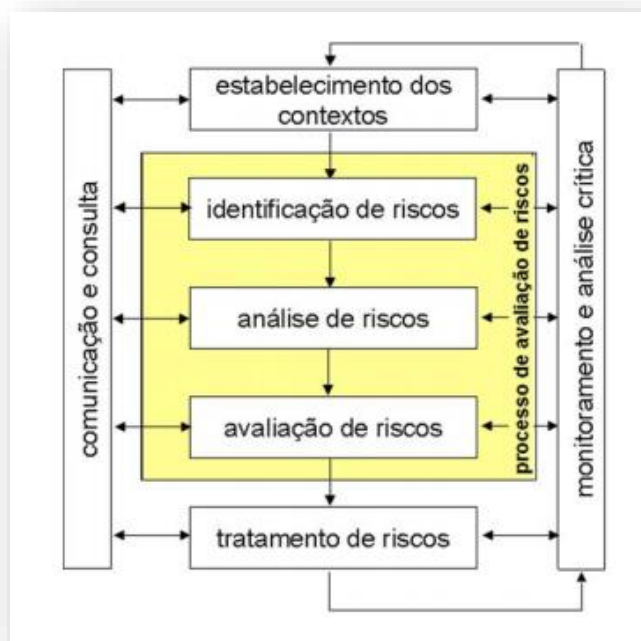 estabelecimento dos
contextos
identificação de riscos
análise de riscos
avaliação de riscos
tratamento de riscos
comunicação e consulta
processo de avaliação de riscos
monitoramento e análise crítica